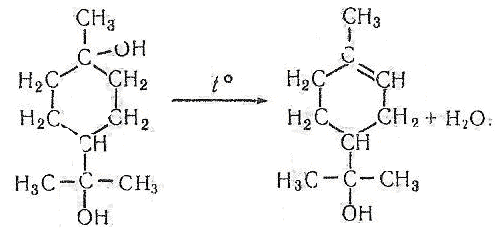 CH₃ CH₃
C–OH C
H₂C CH₂ t° H₂C CH
H₂C CH₂ H₂C CH₂ + H₂O.
CH CH
H₃C–C–CH₃ H₃C–C–CH₃
OH OH